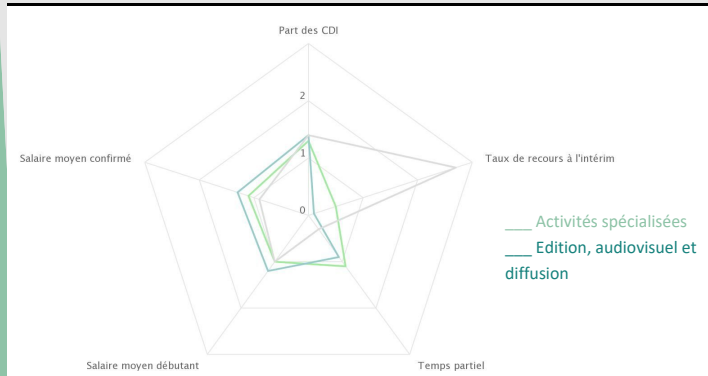 Part des CDI
2
Salaire moyen confirmé
1
Taux de recours à l'intérim
0
___ Activités spécialisées
___ Edition, audiovisuel et
diffusion
Salaire moyen débutant
Temps partiel